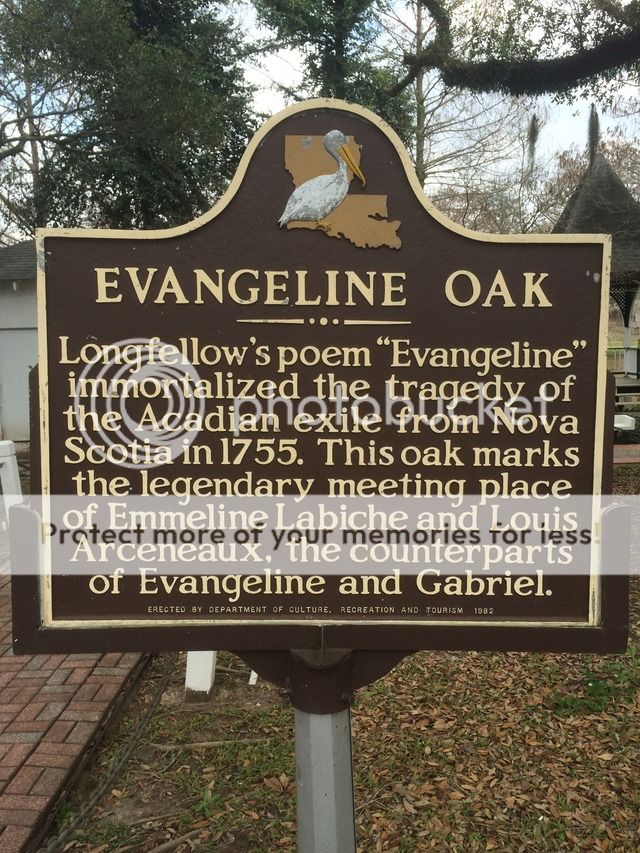 EVANGELINE OAK
Longfellow's poem "Evangeline"
immortalized the tragedy of
the Acadian exile from Nova
Scotia in 1755. This oak marks
the legendary meeting place
of Emmeline Labiche and Louis
Arceneaux, the counterparts
of Evangeline and Gabriel.
ERECTED BY DEPARTMENT OF CULTURE, RECREATION AND TOURISM 1982
photobucket
Protect more of your memories for less!